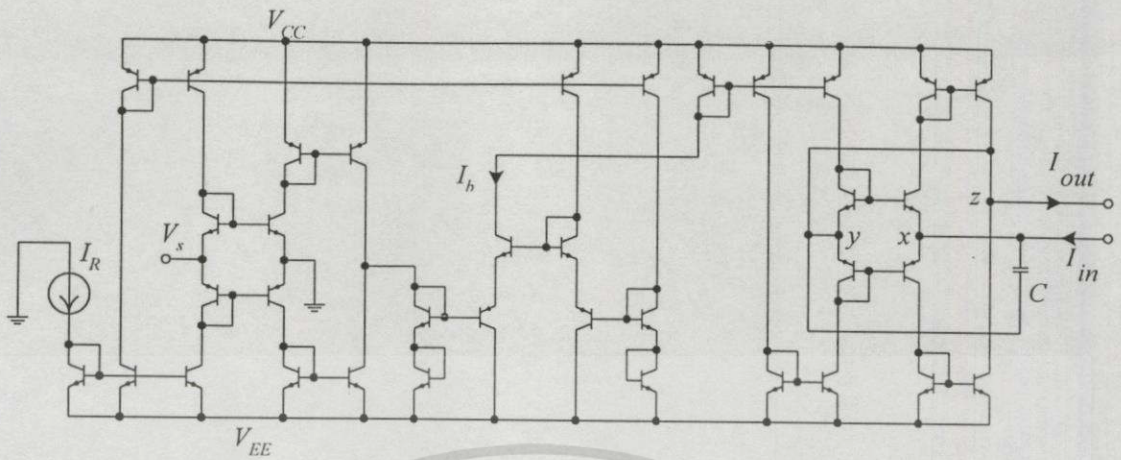 V_CC
I_out
I_b
z
V_s
y
x
I_R
I_in
C
V_EE